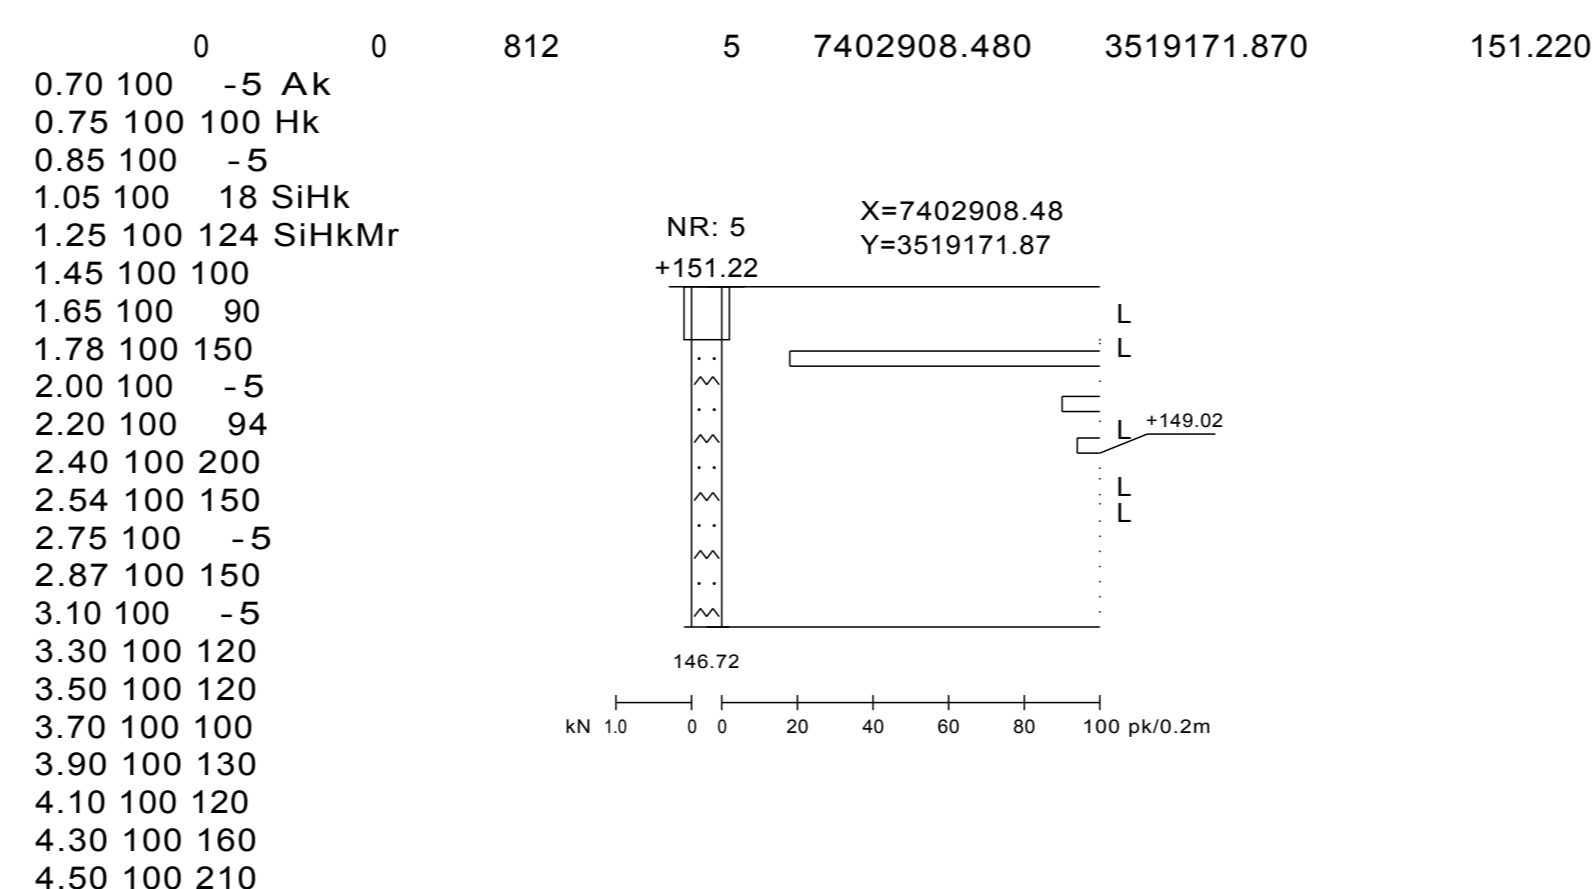 0 0 812 5 7402908.480 3519171.870 151.220
0.70 100 -5 Ak
0.75 100 100 Hk
0.85 100 -5
1.05 100 18 SiHk
1.25 100 124 SiHkMr
1.45 100 100
1.65 100 90
1.78 100 150
2.00 100 -5
2.20 100 94
2.40 100 200
2.54 100 150
2.75 100 -5
2.87 100 150
3.10 100 -5
3.30 100 120
3.50 100 120
3.70 100 100
3.90 100 130
4.10 100 120
4.30 100 160
4.50 100 210
NR: 5
+151.22
X=7402908.48
Y=3519171.87
L
L
L
+149.02
L
L
146.72
kN 1.0 0 0 20 40 60 80 100 pk/0.2m